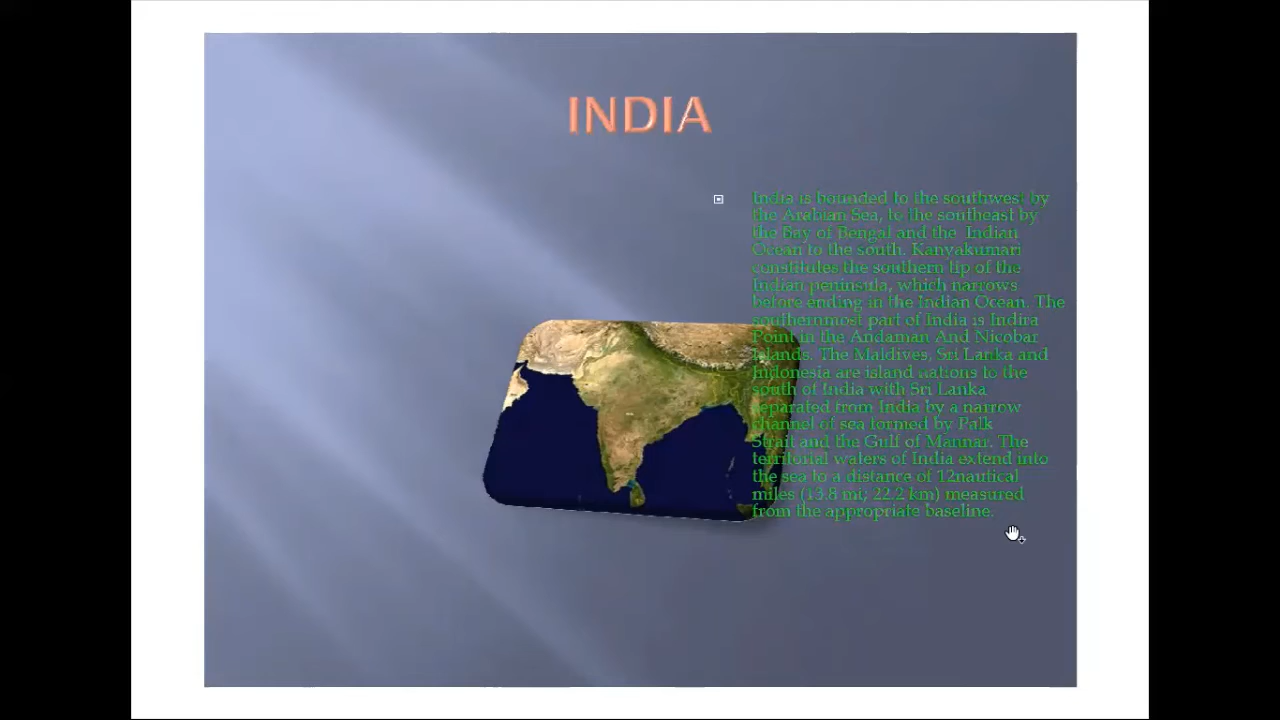 INDIA
India is bounded to the southwest by
the Arabian Sea, to the southeast by
the Bay of Bengal and the Indian
Ocean to the south. Kanyakumari
constitutes the southern tip of the
Indian peninsula, which narrows
before ending in the Indian Ocean. The
southernmost part of India is Indira
Point in the Andaman And Nicobar
Islands. The Maldives, Sri Lanka and
Indonesia are island nations to the
south of India with Sri Lanka
separated from India by a narrow
channel of sea formed by Palk
Strait and the Gulf of Mannar. The
territorial waters of India extend into
the sea to a distance of 12nautical
miles (13.8 mi; 22.2 km) measured
from the appropriate baseline.